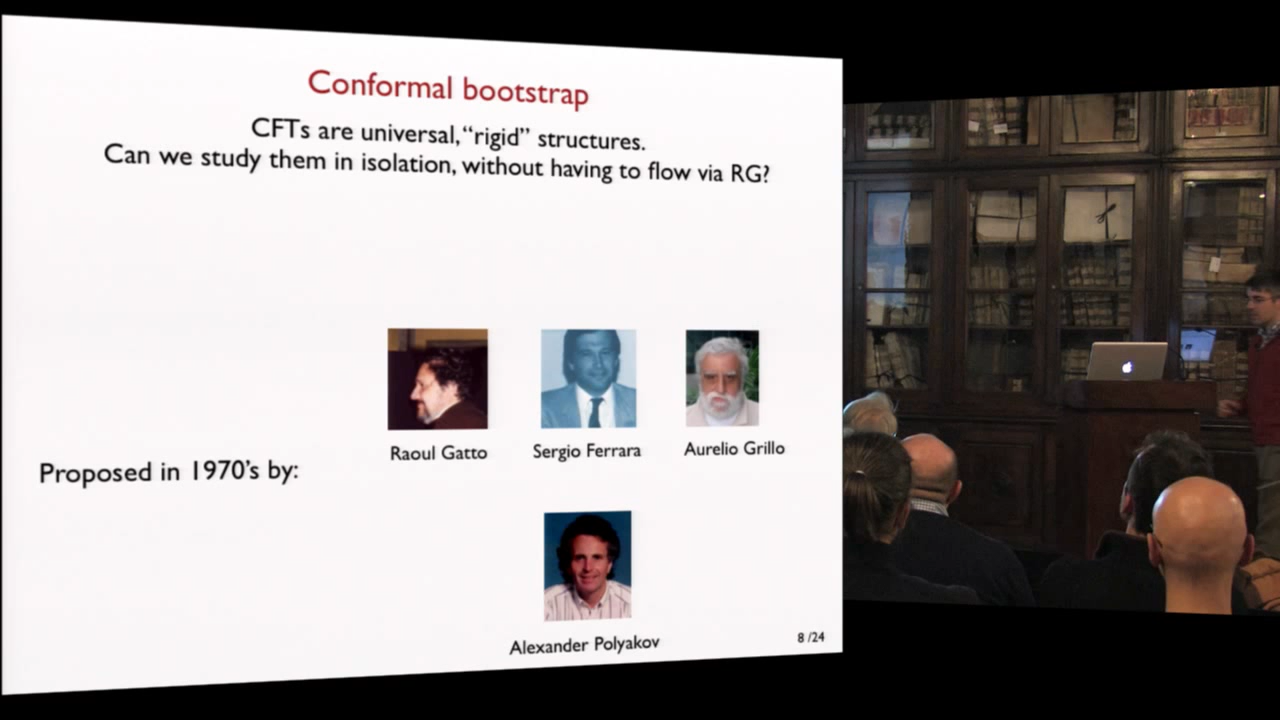 Conformal bootstrap
CFTs are universal, “rigid” structures.
Can we study them in isolation, without having to flow via RG?
Raoul Gatto
Sergio Ferrara
Aurelio Grillo
Proposed in 1970's by:
Alexander Polyakov
8 /24